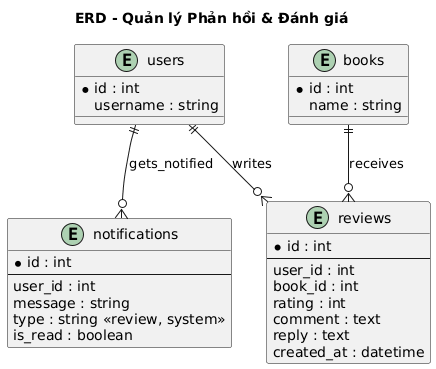 ERD - Quản lý Phản hồi & Đánh giá
E users
id : int
username : string
E books
id : int
name : string
gets_notified
writes
receives
E notifications
id : int
user_id : int
message : string
type : string «review, system»
is_read : boolean
E reviews
id : int
user_id : int
book_id : int
rating : int
comment : text
reply : text
created_at : datetime